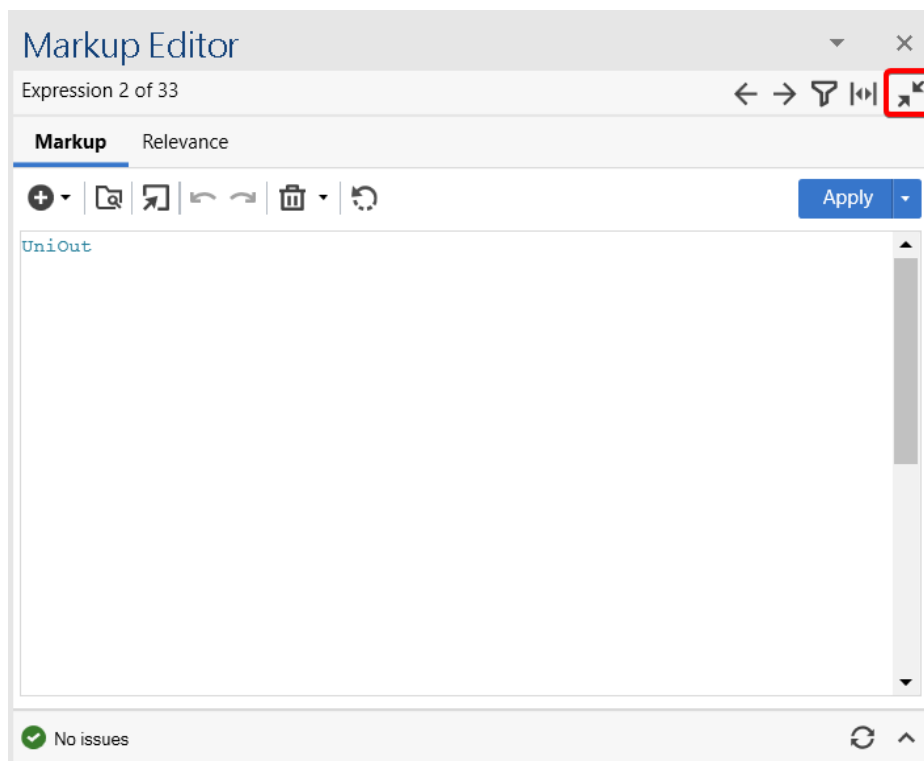 Markup Editor
Expression 2 of 33
Markup Relevance
Apply
UniOut
No issues